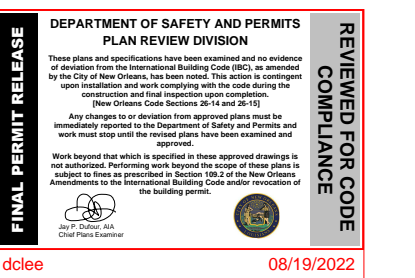 FINAL PERMIT RELEASE
DEPARTMENT OF SAFETY AND PERMITS
PLAN REVIEW DIVISION
These plans and specifications have been examined and no evidence
of deviation from the International Building Code (IBC), as amended
by the City of New Orleans, has been noted. This action is contingent
upon installation and work complying with the code during the
construction and final inspection upon completion.
[New Orleans Code Sections 26-14 and 26-15]
Any changes to or deviation from approved plans must be
immediately reported to the Department of Safety and Permits and
work must stop until the revised plans have been examined and
approved.
Work beyond that which is specified in these approved drawings is
not authorized. Performing work beyond the scope of these plans is
subject to fines as prescribed in Section 109.2 of the New Orleans
Amendments to the International Building Code and/or revocation of
the building permit.
Jay P. Dufour, AIA
Chief Plans Examiner
REVIEWED FOR CODE
COMPLIANCE
dclee
08/19/2022